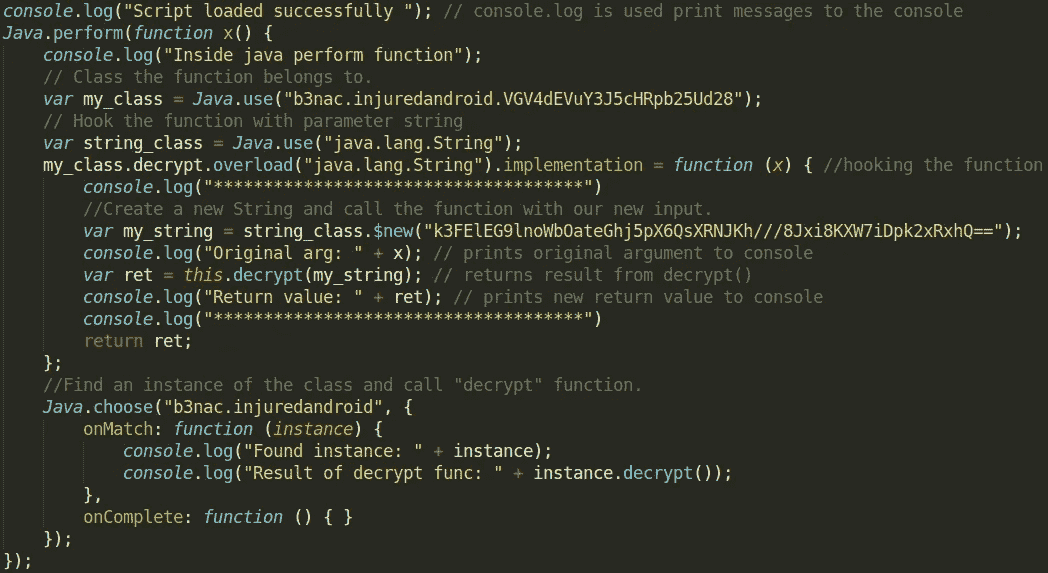 console.log("Script loaded successfully "); // console.log is used print messages to the console
Java.perform(function x() {
    console.log("Inside java perform function");
    // Class the function belongs to.
    var my_class = Java.use("b3nac.injuredandroid.VGV4dEVuY3J5cHRpb25Ud28");
    // Hook the function with parameter string
    var string_class = Java.use("java.lang.String");
    my_class.decrypt.overload("java.lang.String").implementation = function (x) { //hooking the function
        console.log("*************************************")
        //Create a new String and call the function with our new input.
        var my_string = string_class.$new("k3FElEG9lnoWbOateGhj5pX6QsXRNJKh///8Jxi8KXW7iDpk2xRxhQ==");
        console.log("Original arg: " + x); // prints original argument to console
        var ret = this.decrypt(my_string); // returns result from decrypt()
        console.log("Return value: " + ret); // prints new return value to console
        console.log("*************************************")
        return ret;
    };
    //Find an instance of the class and call "decrypt" function.
    Java.choose("b3nac.injuredandroid", {
        onMatch: function (instance) {
            console.log("Found instance: " + instance);
            console.log("Result of decrypt func: " + instance.decrypt());
        },
        onComplete: function () { }
    });
});